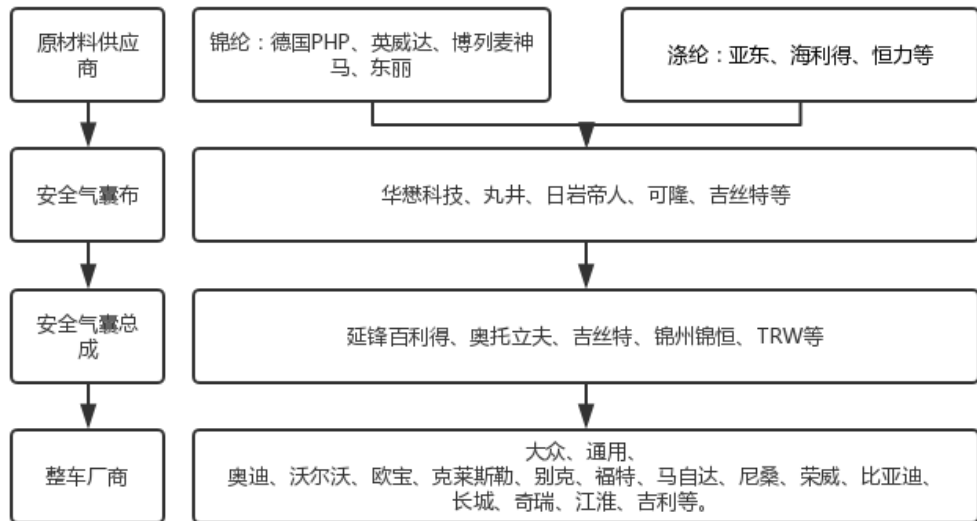 原材料供应
商
锦纶：德国PHP、英威达、博列麦神
马、东丽
涤纶：亚东、海利得、恒力等
安全气囊布
华懋科技、丸井、日岩帝人、可隆、吉丝特等
安全气囊总
成
延锋百利得、奥托立夫、吉丝特、锦州锦恒、TRW等
整车厂商
大众、通用、
奥迪、沃尔沃、欧宝、克莱斯勒、别克、福特、马自达、尼桑、荣威、比亚迪、
长城、奇瑞、江淮、吉利等。